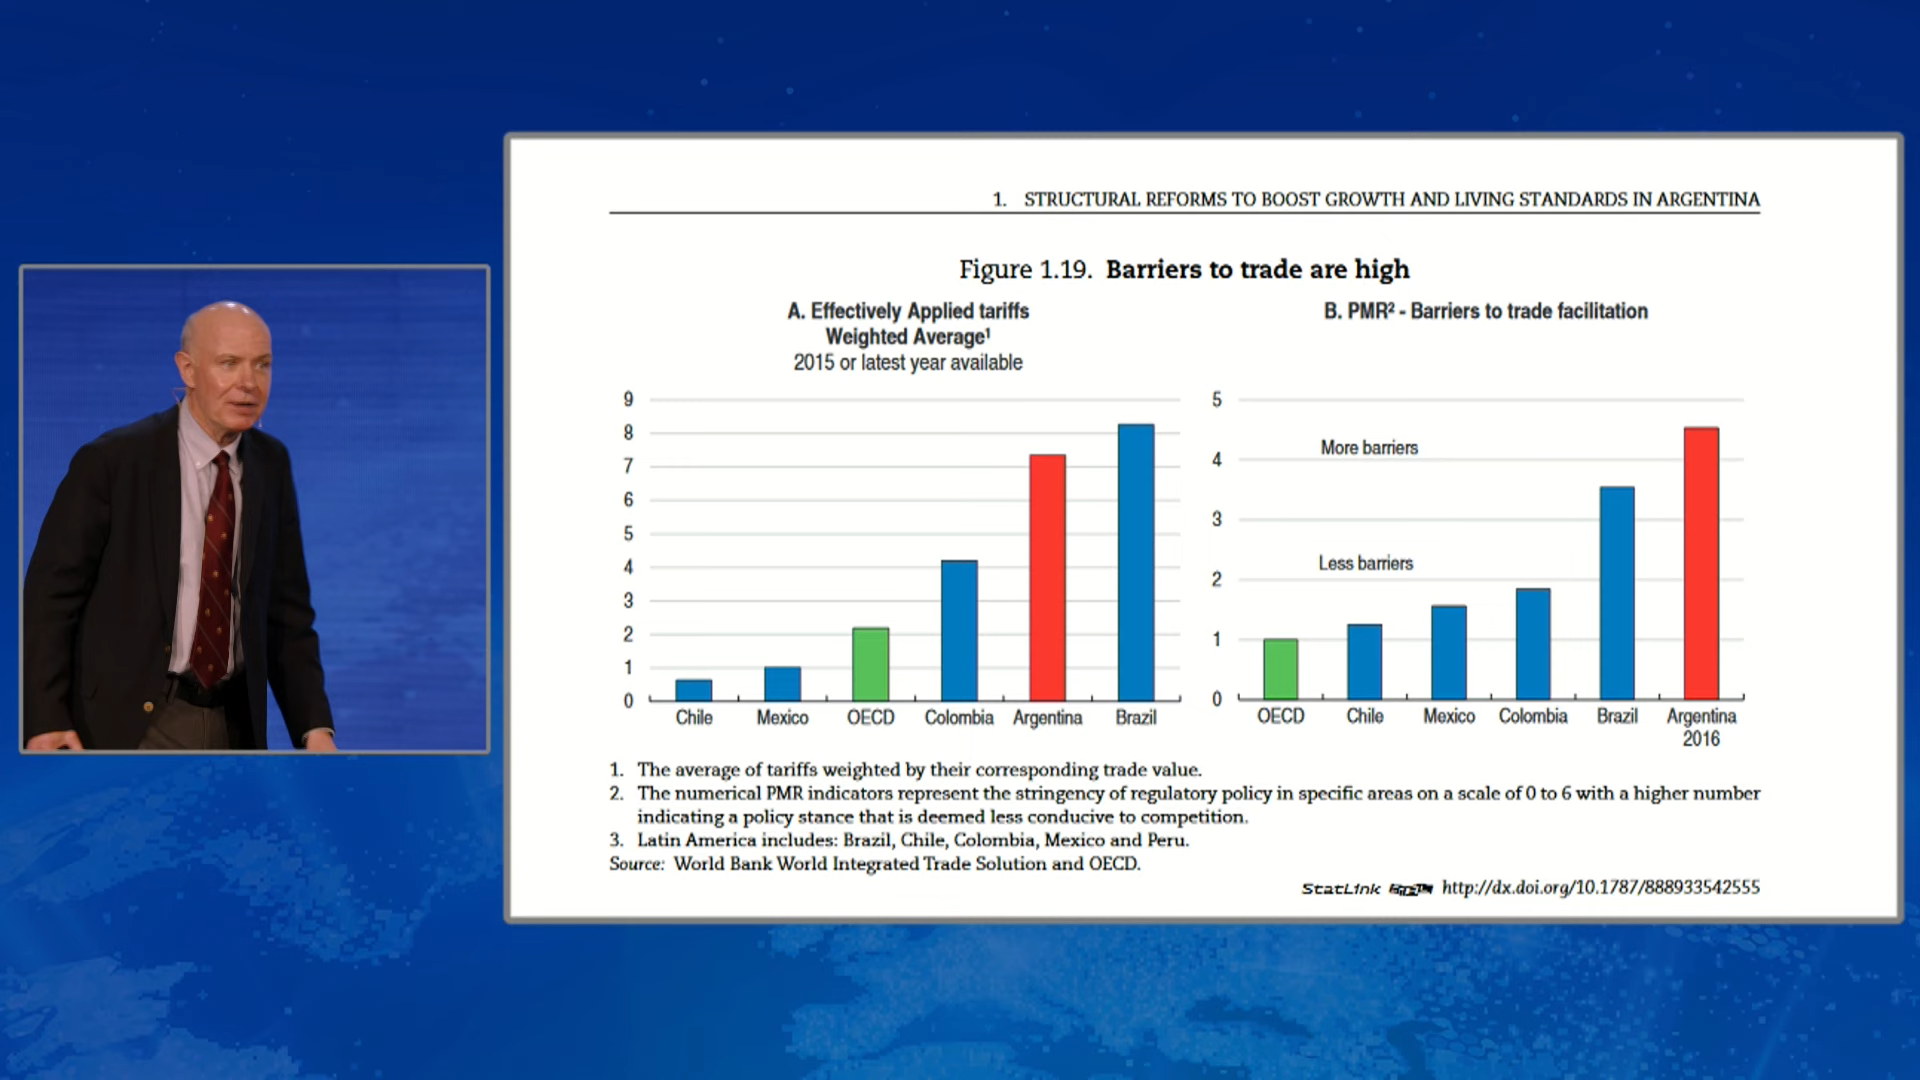 1. STRUCTURAL REFORMS TO BOOST GROWTH AND LIVING STANDARDS IN ARGENTINA
Figure 1.19. Barriers to trade are high
A. Effectively Applied tariffs
Weighted Average¹
2015 or latest year available
9
8
7
6
5
4
3
2
1
0
Chile Mexico OECD Colombia Argentina Brazil
B. PMR² - Barriers to trade facilitation
5
More barriers
4
3
Less barriers
2
1
0
OECD Chile Mexico Colombia Brazil Argentina
2016
1. The average of tariffs weighted by their corresponding trade value.
2. The numerical PMR indicators represent the stringency of regulatory policy in specific areas on a scale of 0 to 6 with a higher number
indicating a policy stance that is deemed less conducive to competition.
3. Latin America includes: Brazil, Chile, Colombia, Mexico and Peru.
Source: World Bank World Integrated Trade Solution and OECD.
StatLink http://dx.doi.org/10.1787/888933542555